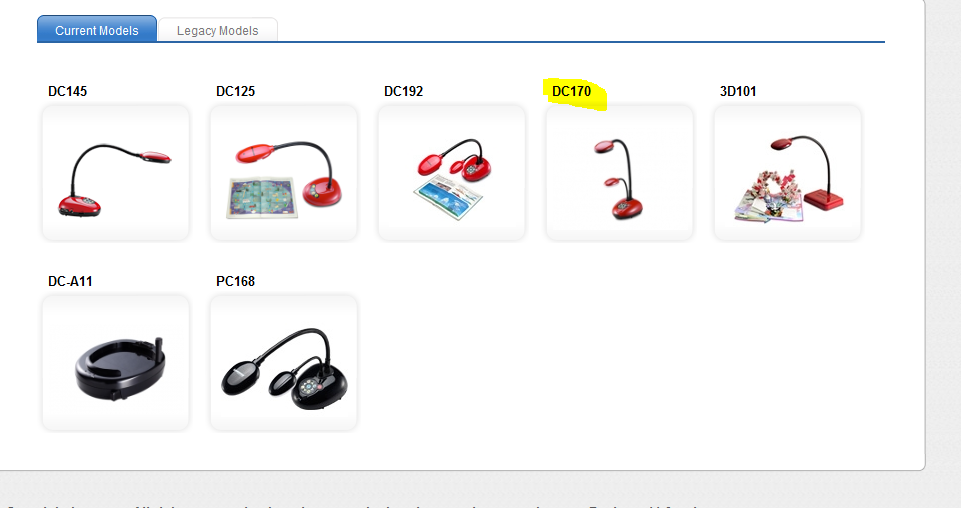 Current Models Legacy Models
DC145 DC125 DC192 DC170 3D101
DC-A11 PC168